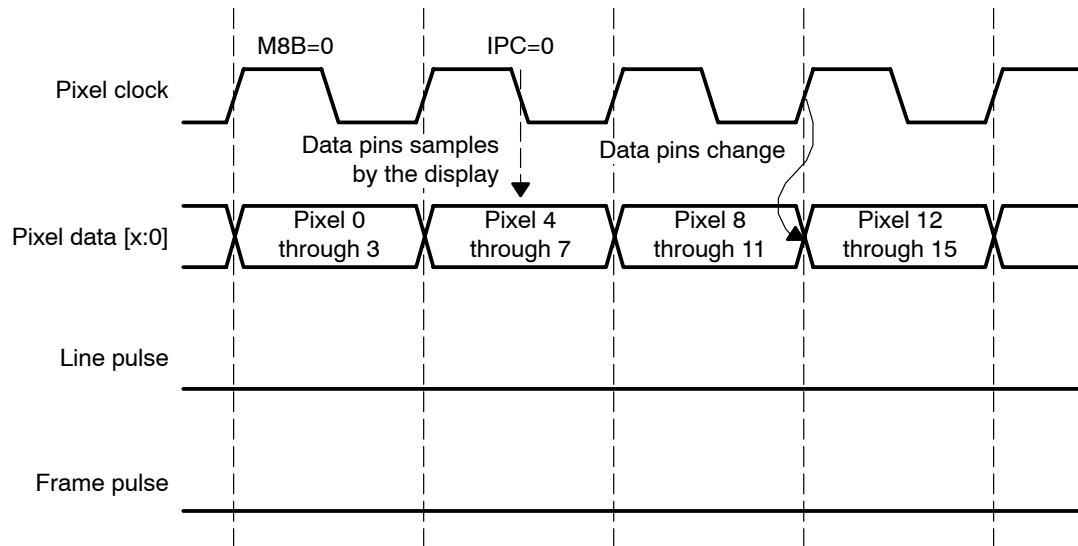 M8B=0
IPC=0
Pixel clock
Data pins samples
by the display
Data pins change
Pixel data [x:0]
Pixel 0
through 3
Pixel 4
through 7
Pixel 8
through 11
Pixel 12
through 15
Line pulse
Frame pulse